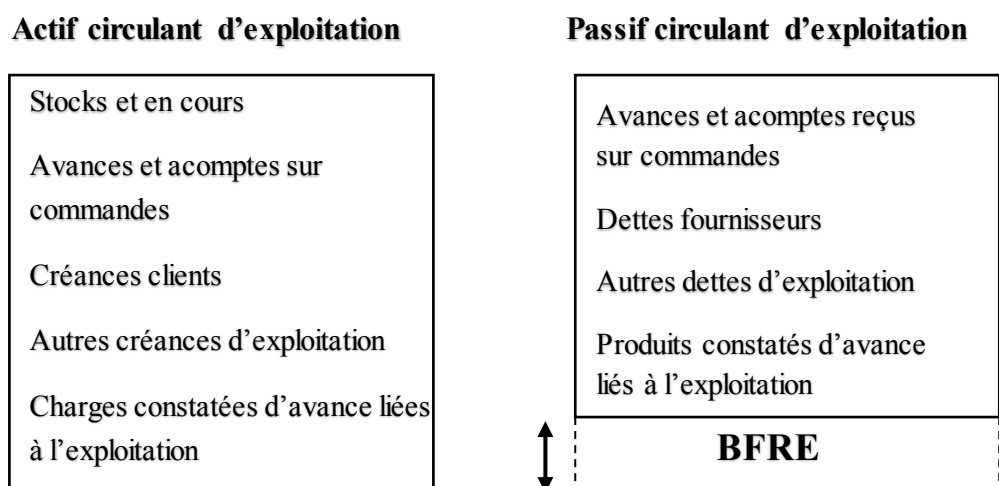 Actif circulant d’exploitation
Stocks et en cours
Avances et acomptes sur
commandes
Créances clients
Autres créances d’exploitation
Charges constatées d’avance liées
à l’exploitation
Passif circulant d’exploitation
Avances et acomptes reçus
sur commandes
Dettes fournisseurs
Autres dettes d’exploitation
Produits constatés d’avance
liés à l’exploitation
BFRE